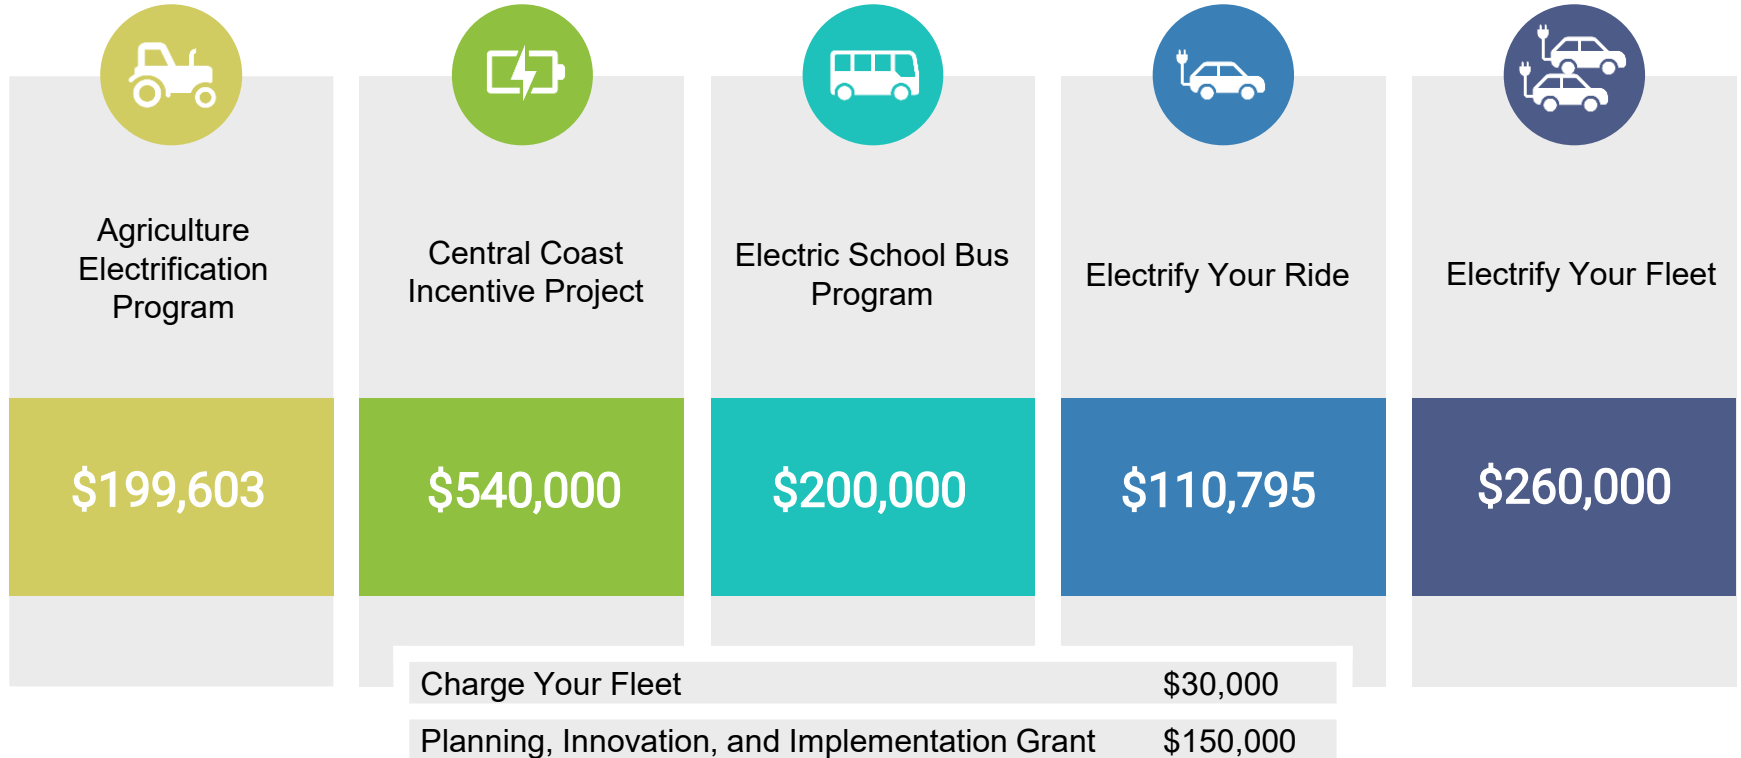 Agriculture
Electrification
Program
$199,603
Central Coast
Incentive Project
$540,000
Electric School Bus
Program
$200,000
Electrify Your Ride
$110,795
Electrify Your Fleet
$260,000
Charge Your Fleet $30,000
Planning, Innovation, and Implementation Grant $150,000